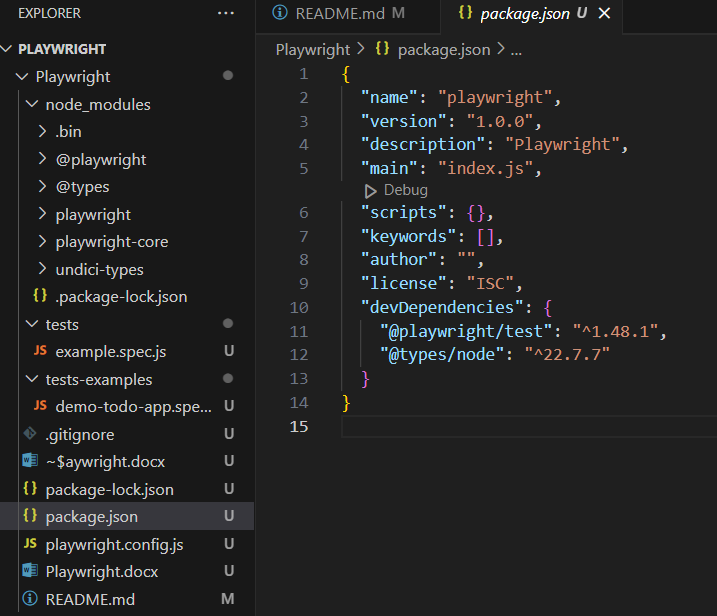 EXPLORER
PLAYWRIGHT
Playwright
node_modules
.bin
@playwright
@types
playwright
playwright-core
undici-types
{} .package-lock.json
tests
JS example.spec.js U
tests-examples
JS demo-todo-app.spe... U
.gitignore U
~$aywright.docx U
{} package-lock.json U
{} package.json U
JS playwright.config.js U
Playwright.docx U
README.md M
README.md M
{} package.json U
Playwright > {} package.json > ...
1 {
2 "name": "playwright",
3 "version": "1.0.0",
4 "description": "Playwright",
5 "main": "index.js",
Debug
6 "scripts": {},
7 "keywords": [],
8 "author": "",
9 "license": "ISC",
10 "devDependencies": {
11 "@playwright/test": "^1.48.1",
12 "@types/node": "^22.7.7"
13 }
14 }
15